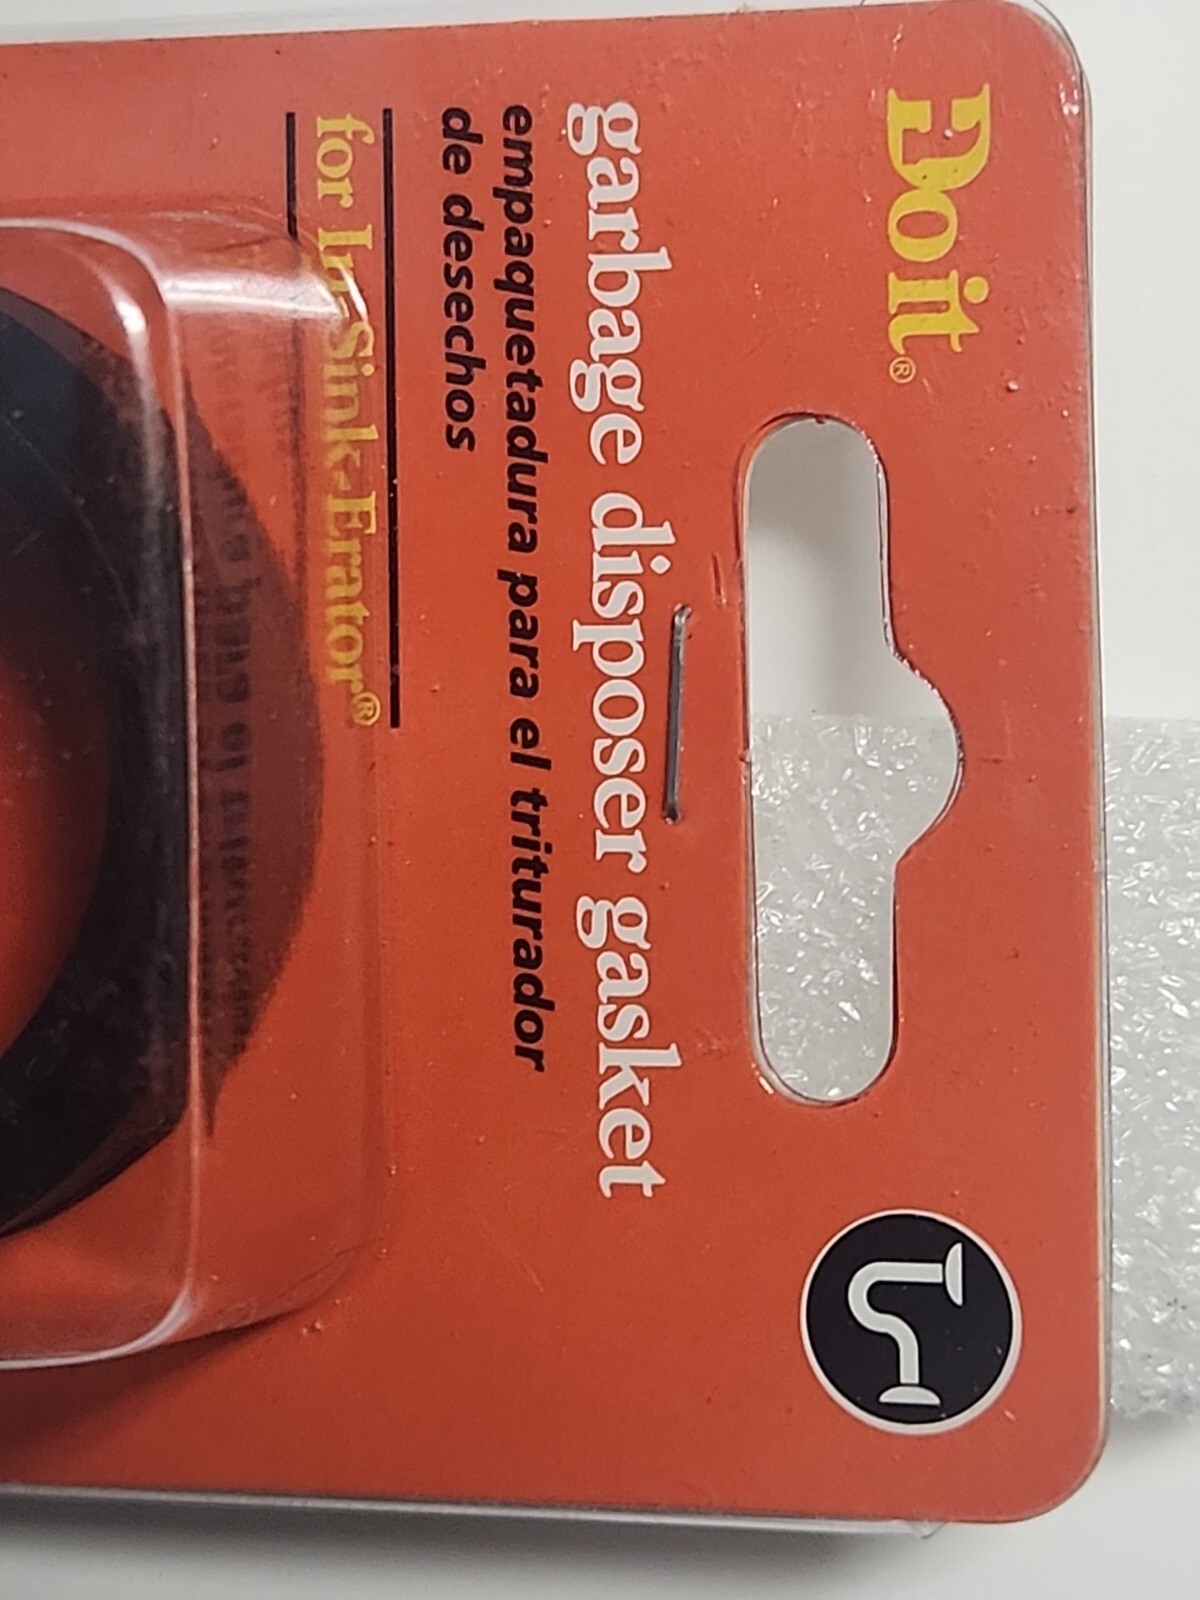 Do it®
garbage disposer gasket
empaquetadura para el triturador
de desechos
for In-Sink-Erator®